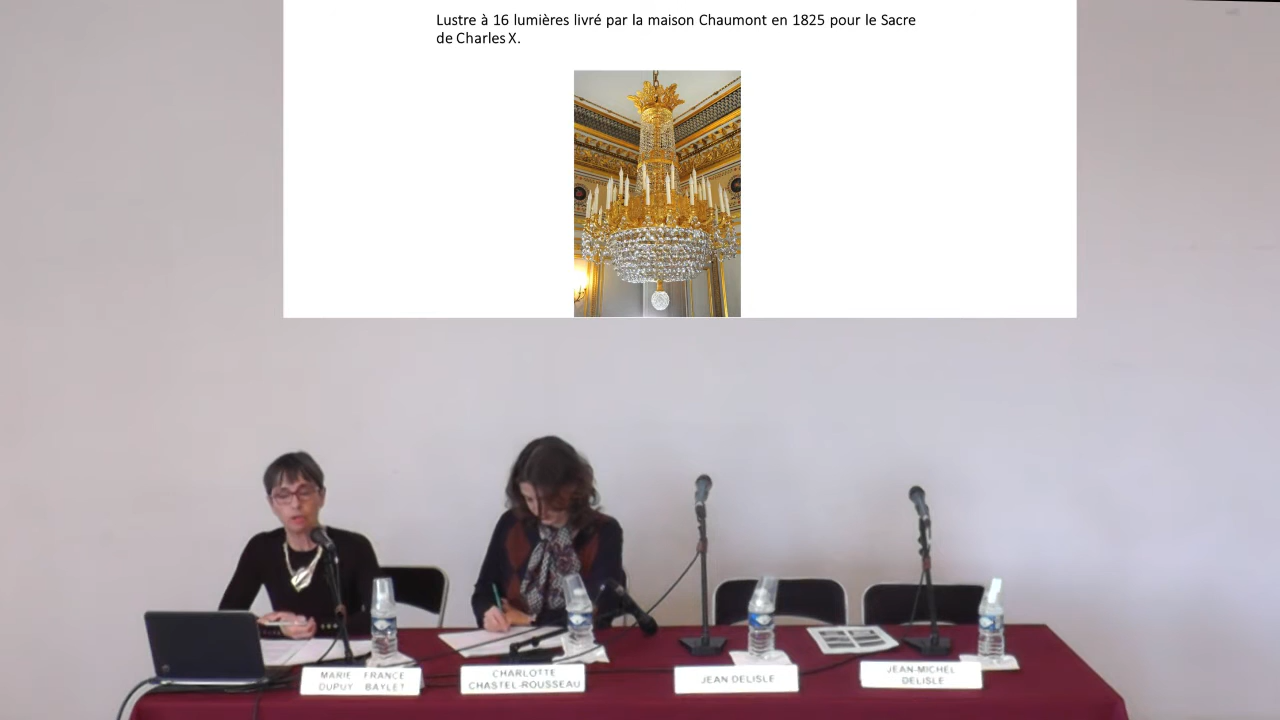 Lustre à 16 lumières livré par la maison Chaumont en 1825 pour le Sacre
de Charles X.
MARIE FRANCE
DUPUY BAYLET
CHARLOTTE
CHASTEL-ROUSSEAU
JEAN DELISLE
JEAN-MICHEL
DELISLE